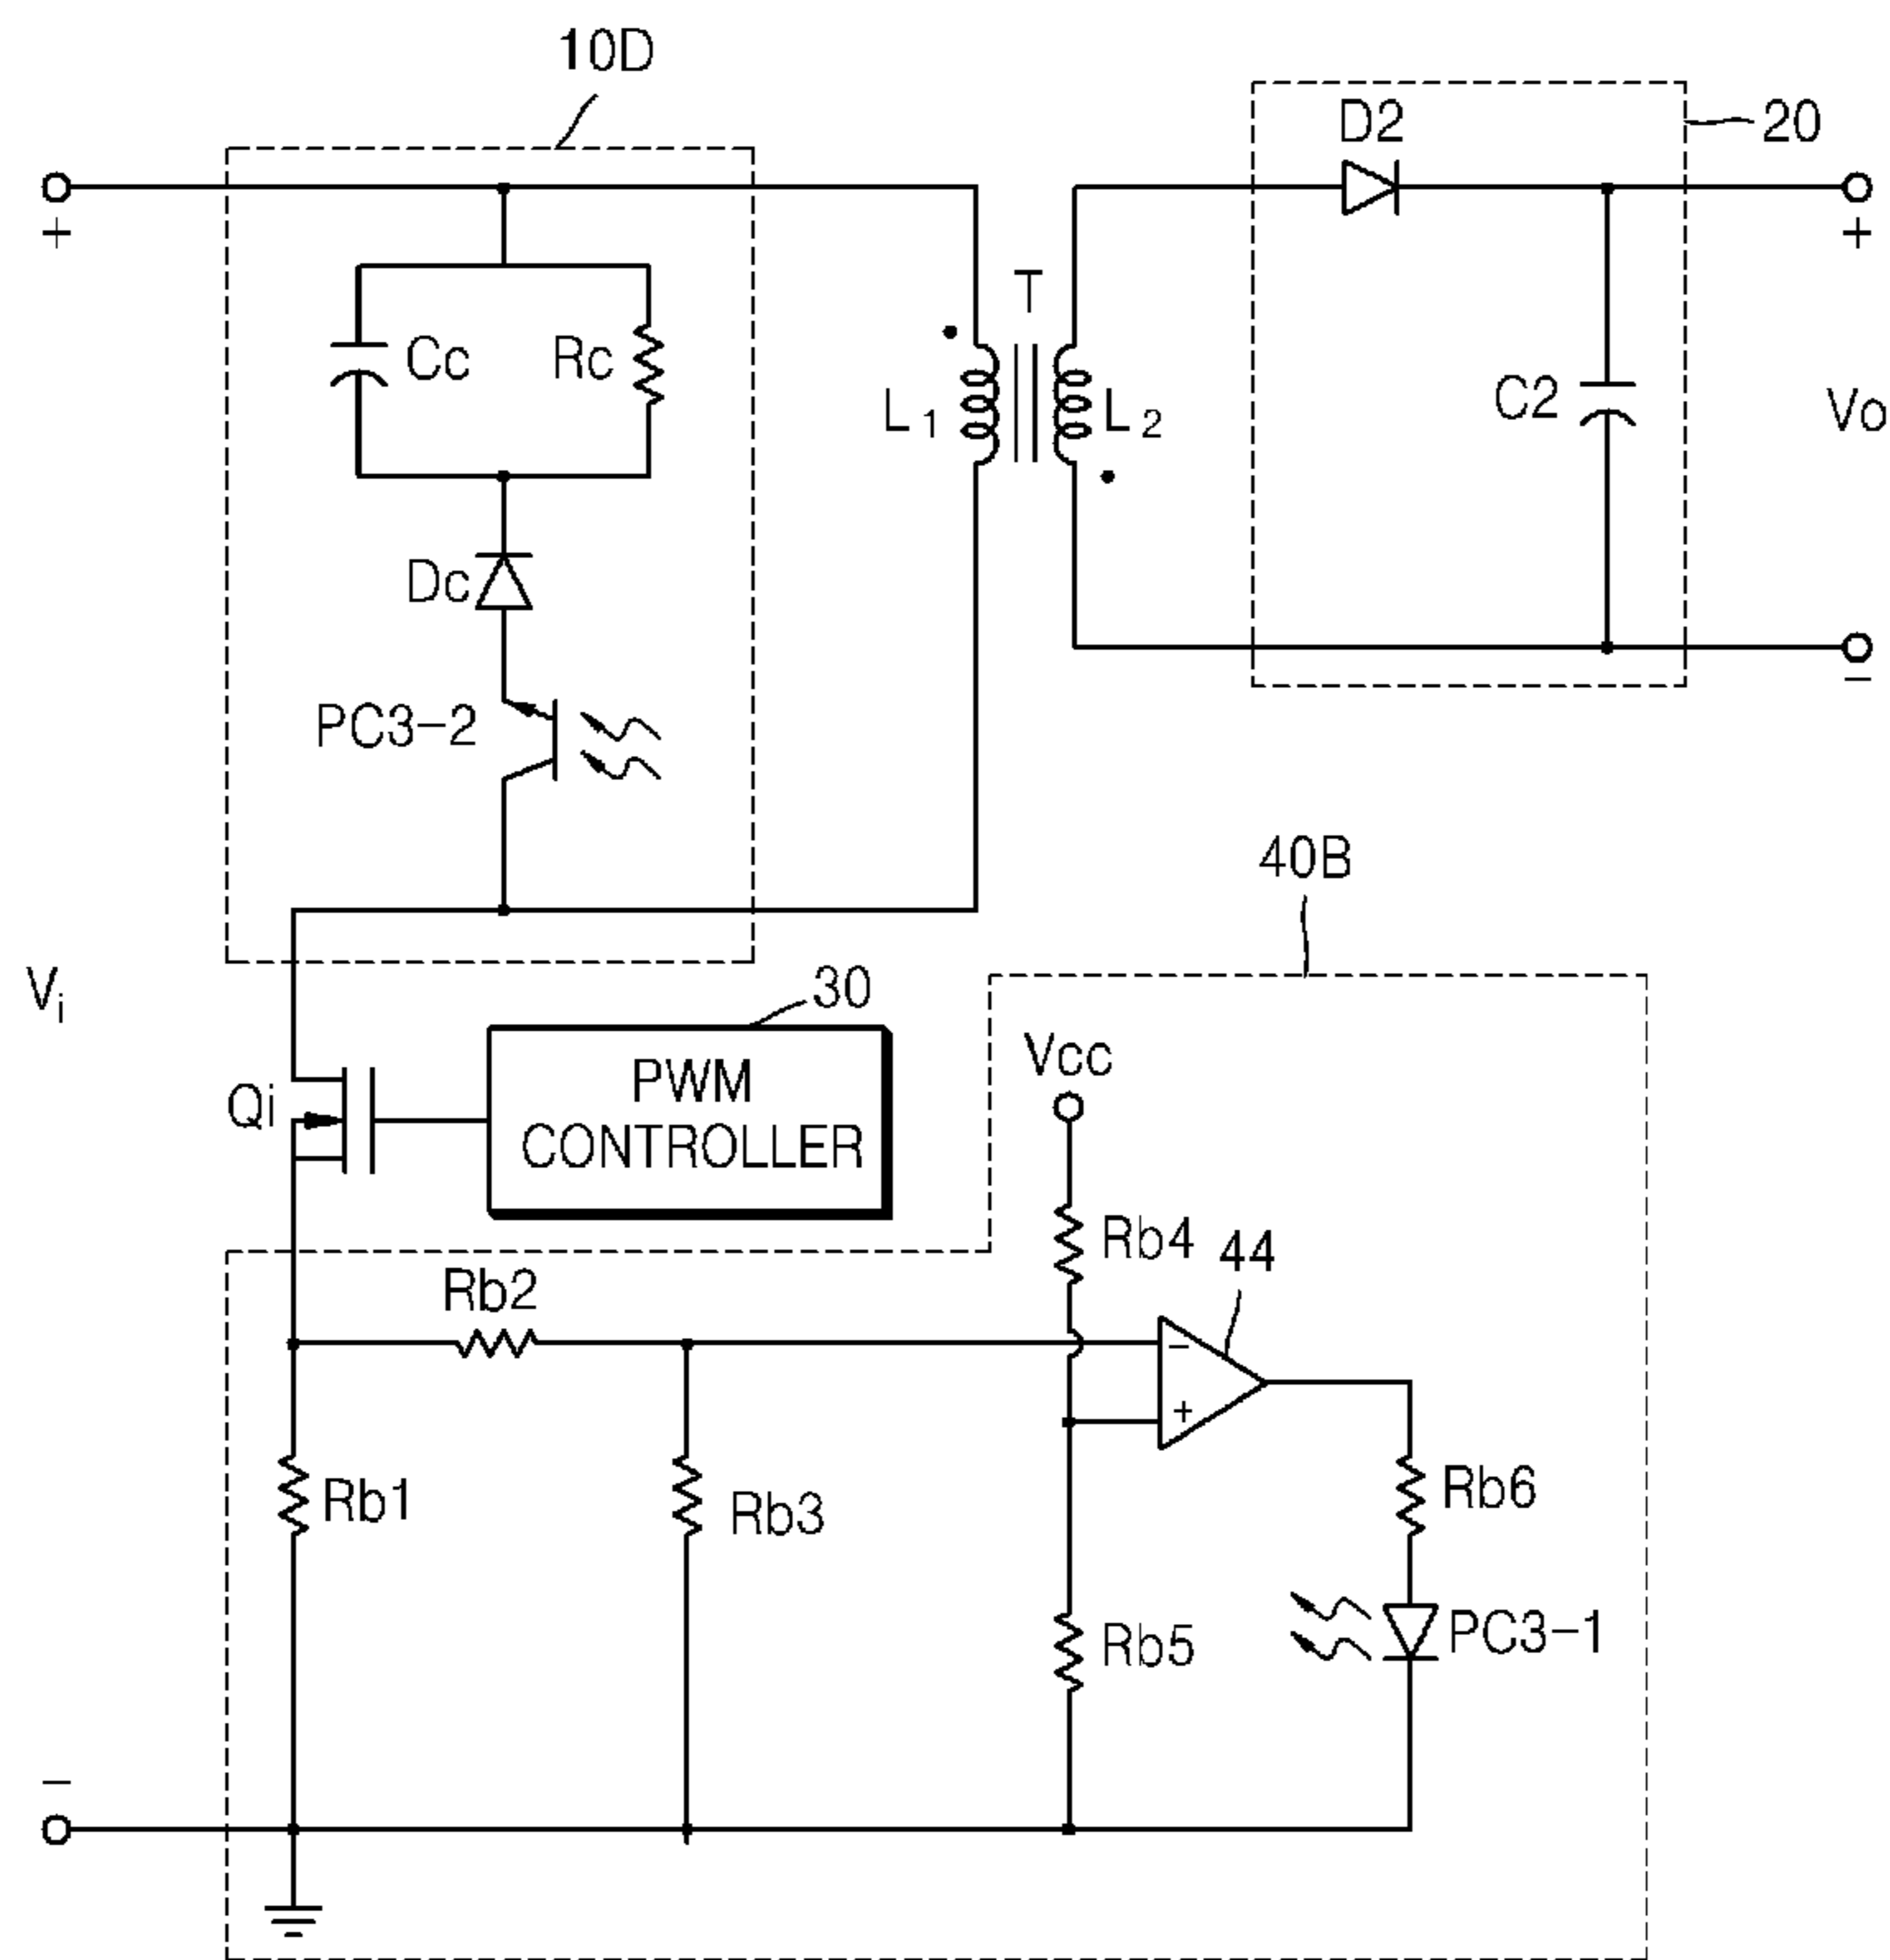 10D
D2
20
+
+
T
Cc
Rc
L1
L2
C2
Vo
Dc
PC3-2
−
40B
Vi
30
PWM
CONTROLLER
Vcc
Qi
Rb4
44
Rb2
−
+
Rb1
Rb3
Rb6
Rb5
PC3-1
−